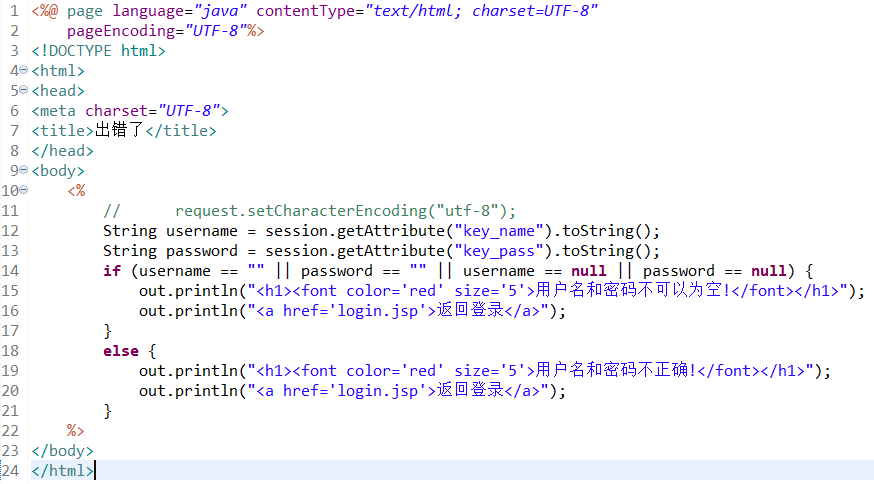 1 <%@ page language="java" contentType="text/html; charset=UTF-8"
2     pageEncoding="UTF-8"%>
3 <!DOCTYPE html>
4 <html>
5 <head>
6 <meta charset="UTF-8">
7 <title>出错了</title>
8 </head>
9 <body>
10     <%
11         //      request.setCharacterEncoding("utf-8");
12         String username = session.getAttribute("key_name").toString();
13         String password = session.getAttribute("key_pass").toString();
14         if (username == "" || password == "" || username == null || password == null) {
15             out.println("<h1><font color='red' size='5'>用户名和密码不可以为空!</font></h1>");
16             out.println("<a href='login.jsp'>返回登录</a>");
17         }
18         else {
19             out.println("<h1><font color='red' size='5'>用户名和密码不正确!</font></h1>");
20             out.println("<a href='login.jsp'>返回登录</a>");
21         }
22     %>
23 </body>
24 </html>